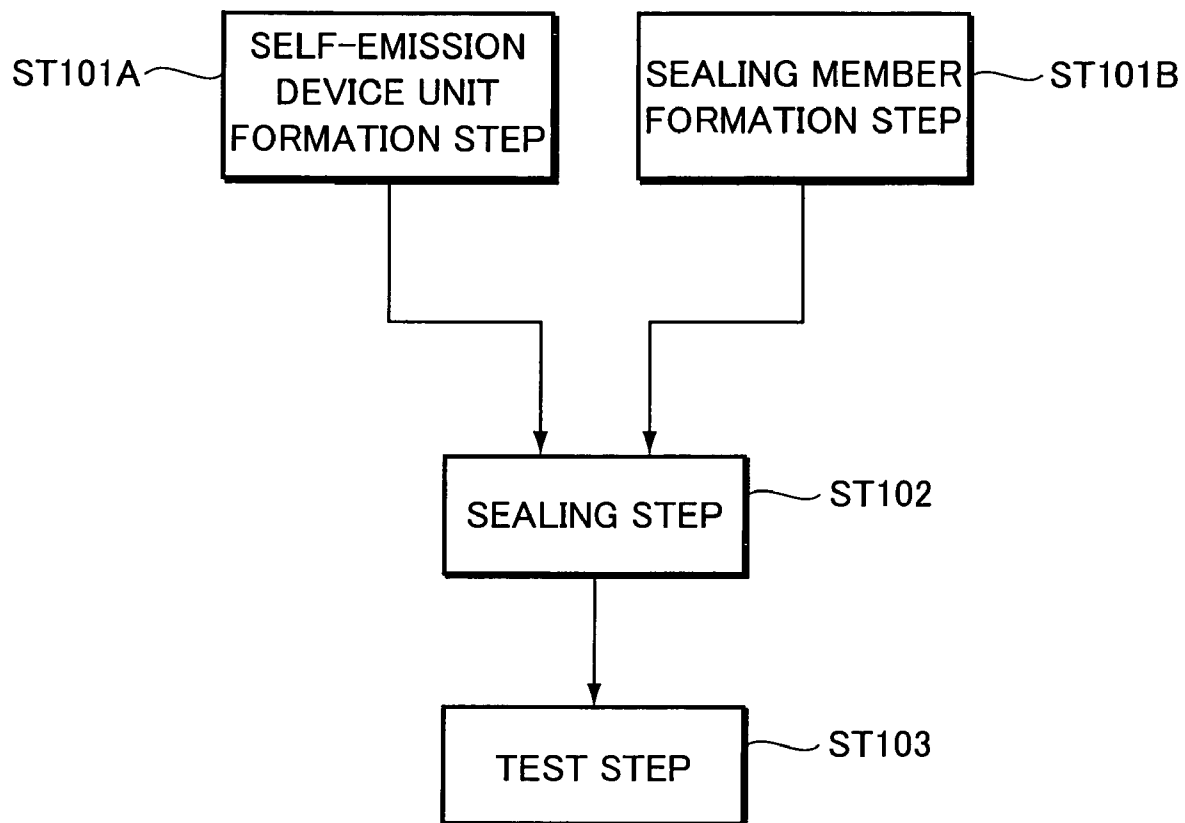 ST101A
SELF-EMISSION
DEVICE UNIT
FORMATION STEP
SEALING MEMBER
FORMATION STEP
ST101B
SEALING STEP
ST102
TEST STEP
ST103